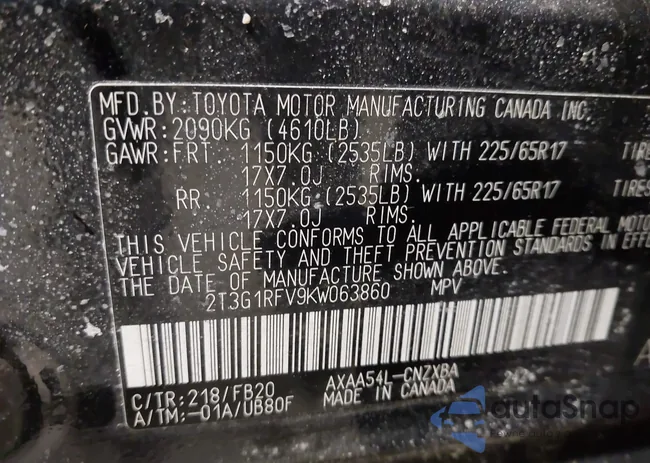 MFD.BY:TOYOTA MOTOR MANUFACTURING CANADA INC.
GVWR:2090KG (4610LB)
GAWR:FRT. 1150KG (2535LB) WITH 225/65R17 TIRE
17X7.0J RIMS.
RR. 1150KG (2535LB) WITH 225/65R17 TIRES
17X7.0J RIMS.
THIS VEHICLE CONFORMS TO ALL APPLICABLE FEDERAL MOTO
VEHICLE SAFETY AND THEFT PREVENTION STANDARDS IN EFFE
THE DATE OF MANUFACTURE SHOWN ABOVE.
2T3G1RFV9KW063860 MPV
C/TR:218/FB20 AXAA54L-CNZXBA
A/TM:-01A/UB80F MADE IN CANADA
autoSnap